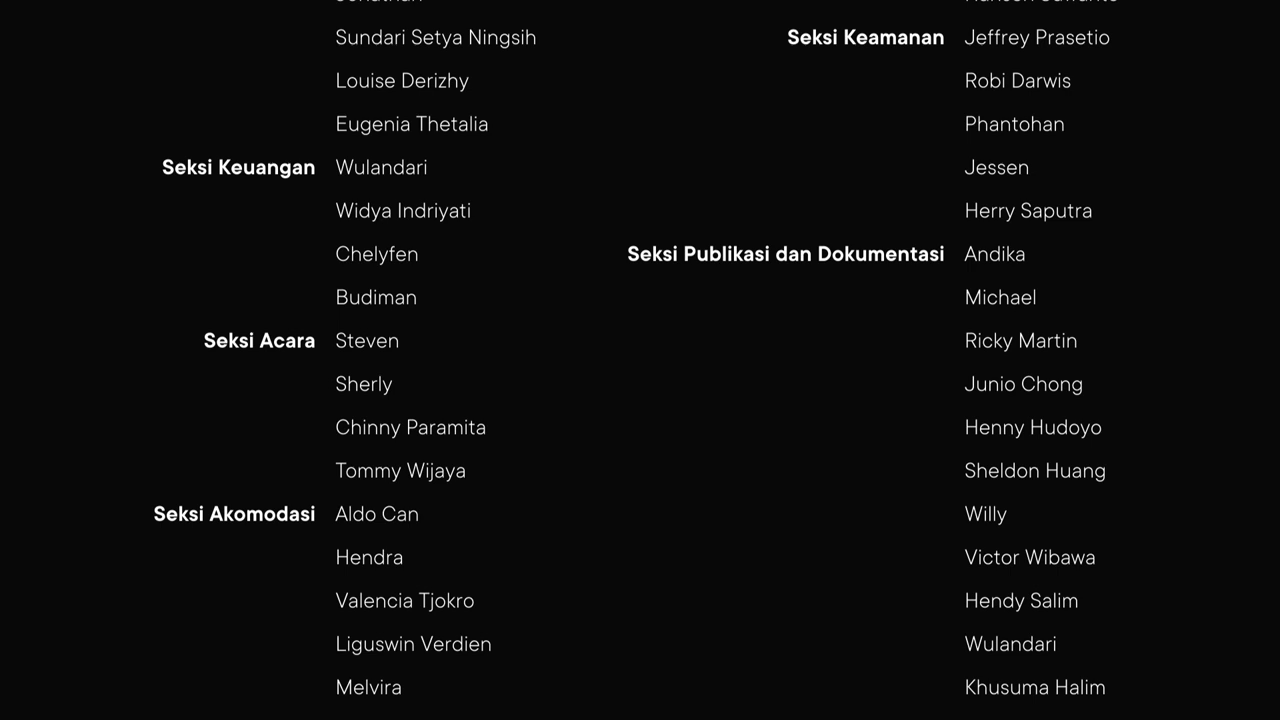 Sundari Setya Ningsih
Louise Derizhy
Eugenia Thetalia
Seksi Keuangan Wulandari
Widya Indriyati
Chelyfen
Budiman
Seksi Acara Steven
Sherly
Chinny Paramita
Tommy Wijaya
Seksi Akomodasi Aldo Can
Hendra
Valencia Tjokro
Liguswin Verdien
Melvira
Seksi Keamanan Jeffrey Prasetio
Robi Darwis
Phantohan
Jessen
Herry Saputra
Seksi Publikasi dan Dokumentasi Andika
Michael
Ricky Martin
Junio Chong
Henny Hudoyo
Sheldon Huang
Willy
Victor Wibawa
Hendy Salim
Wulandari
Khusuma Halim